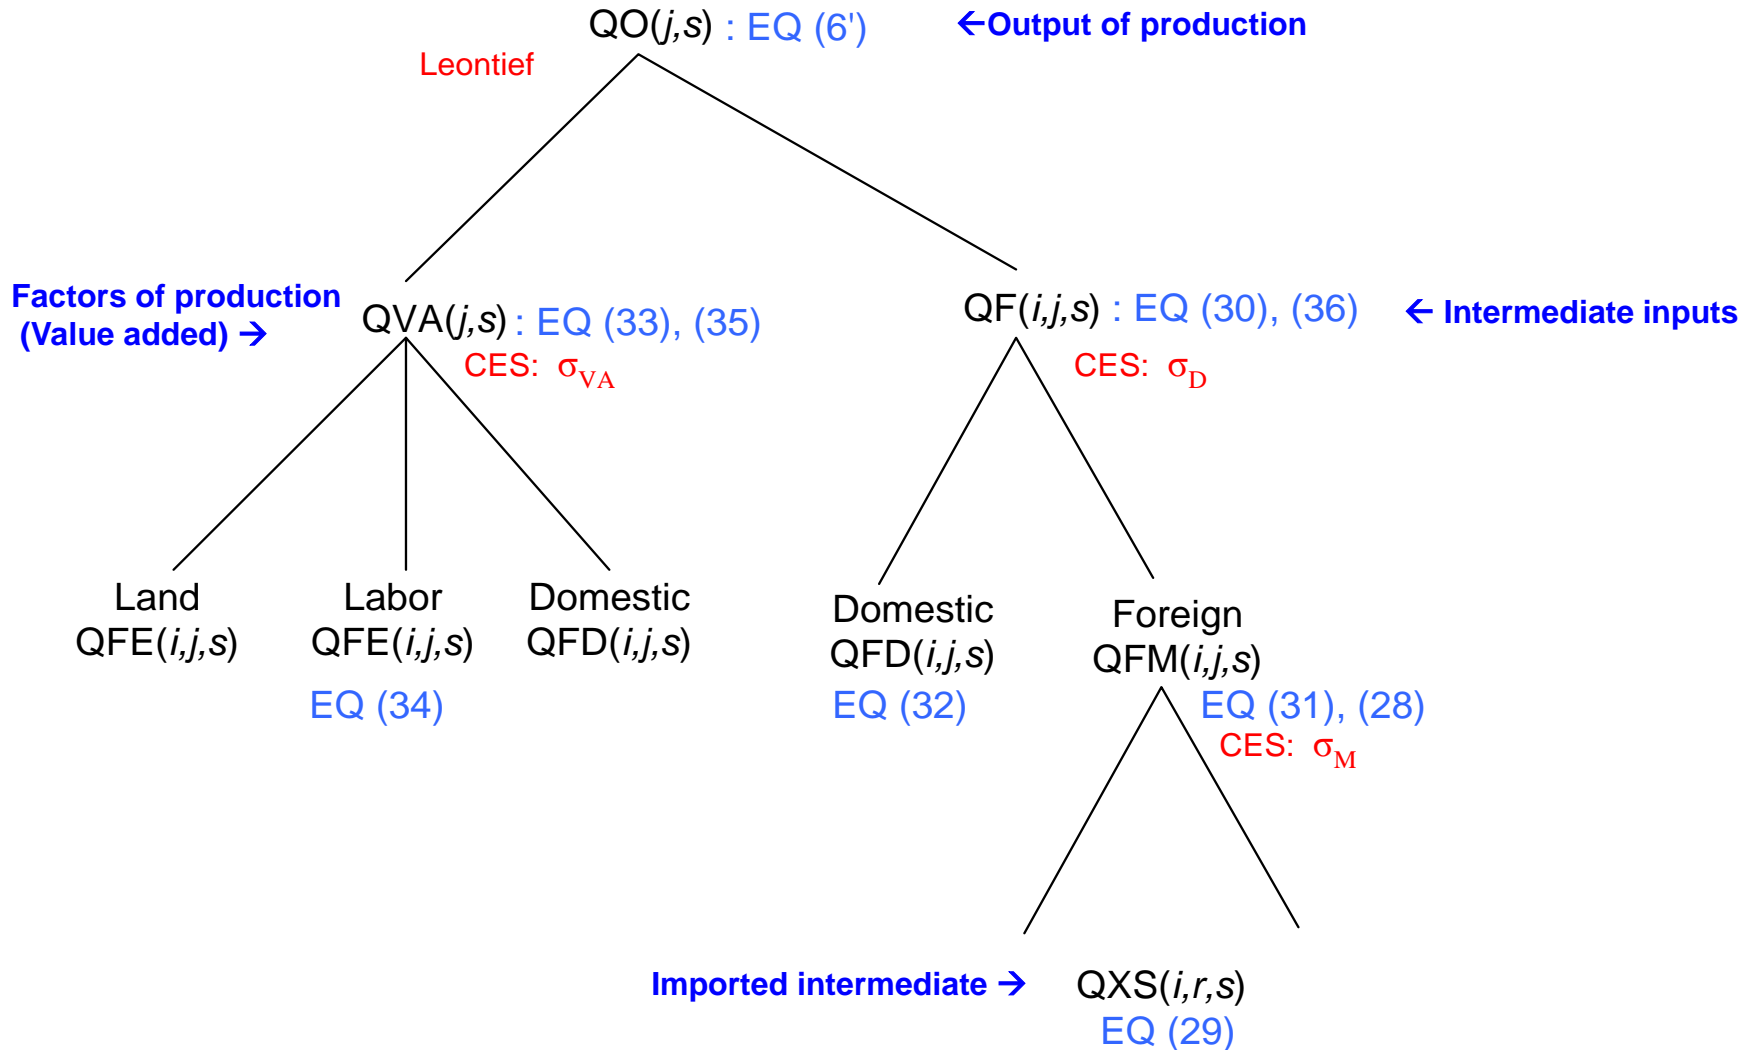 QO(j,s) : EQ (6') ←Output of production
Leontief
Factors of production
(Value added) →
QVA(j,s) : EQ (33), (35)
CES: σVA
QF(i,j,s) : EQ (30), (36) ← Intermediate inputs
CES: σD
Land
QFE(i,j,s)
Labor
QFE(i,j,s)
EQ (34)
Domestic
QFD(i,j,s)
Domestic
QFD(i,j,s)
EQ (32)
Foreign
QFM(i,j,s)
EQ (31), (28)
CES: σM
Imported intermediate → QXS(i,r,s)
EQ (29)